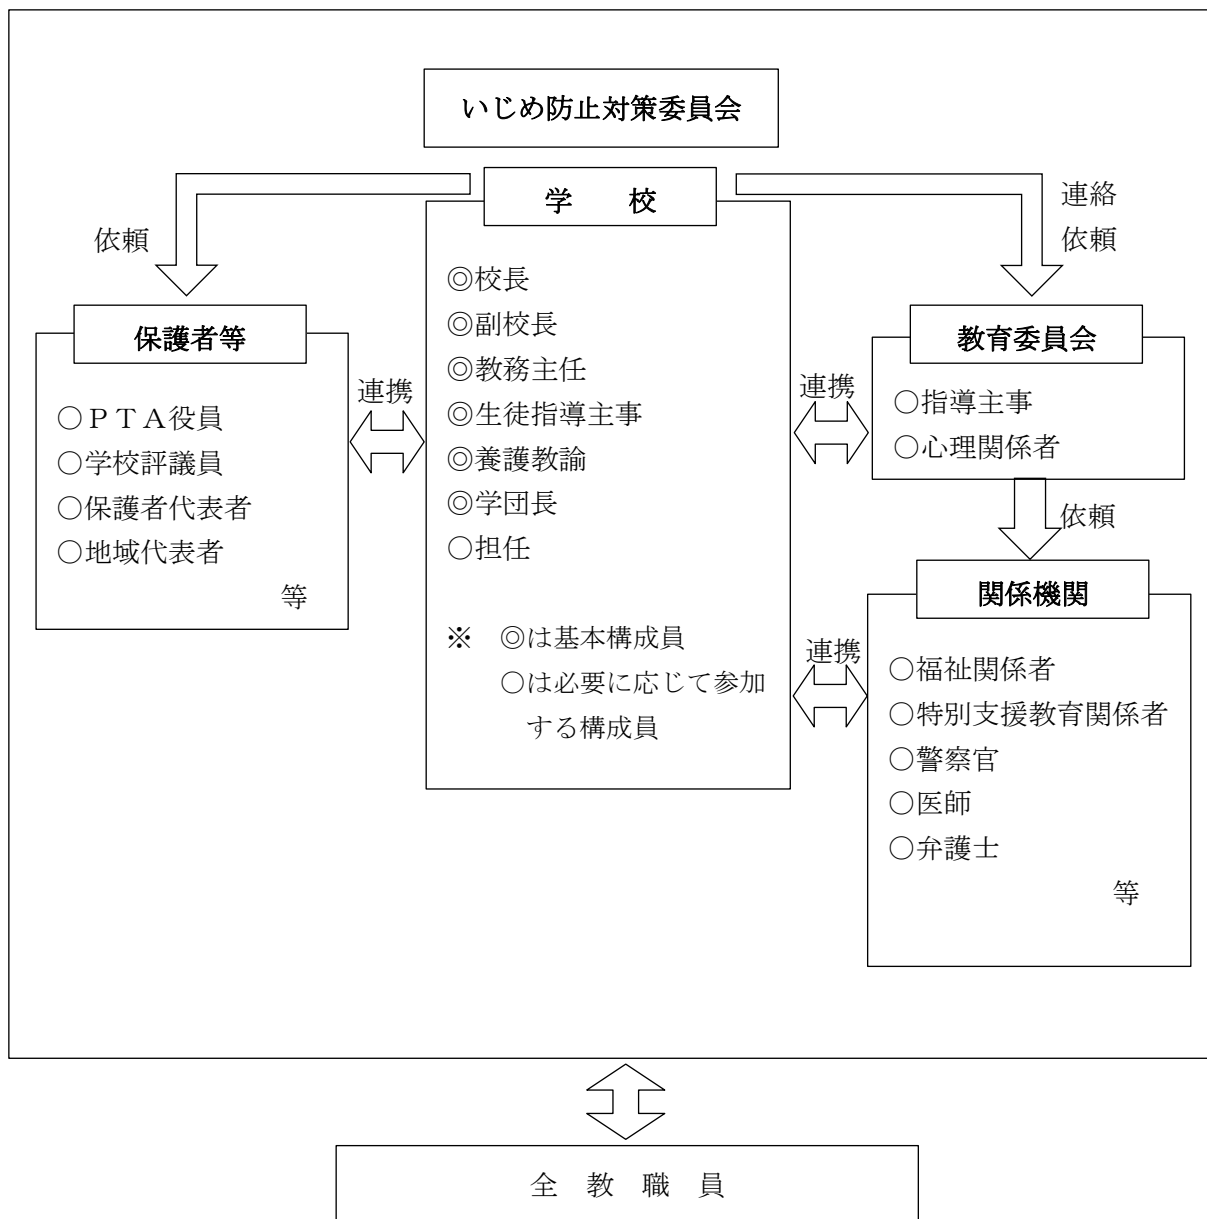 いじめ防止対策委員会
学　　校
◎校長
◎副校長
◎教務主任
◎生徒指導主事
◎養護教諭
◎学団長
○担任
※　◎は基本構成員
○は必要に応じて参加
する構成員
依頼
保護者等
○ＰＴＡ役員
○学校評議員
○保護者代表者
○地域代表者
等
連携
連絡
依頼
教育委員会
○指導主事
○心理関係者
連携
依頼
関係機関
○福祉関係者
○特別支援教育関係者
○警察官
○医師
○弁護士
等
連携
全　教　職　員